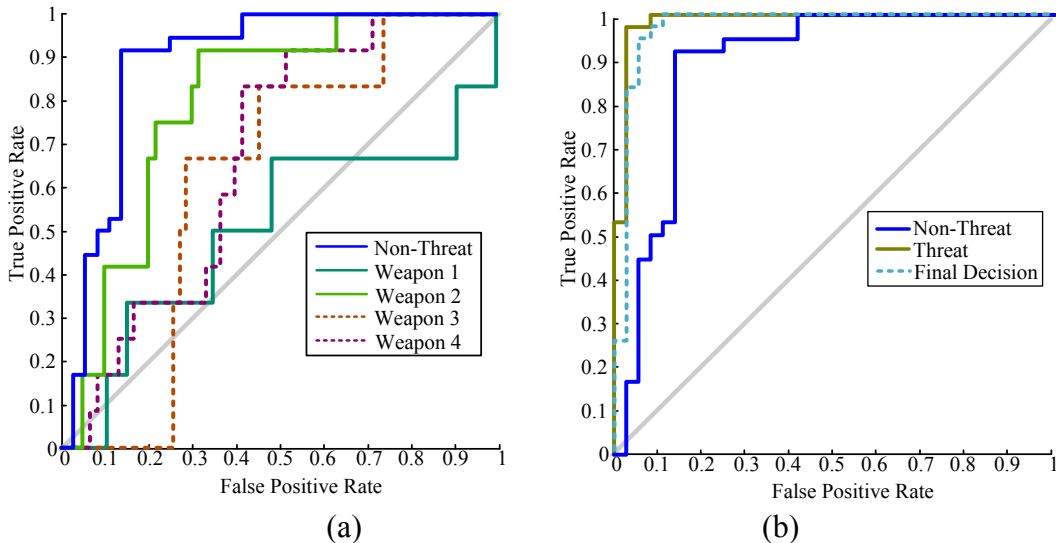 1
0.9
0.8
0.7
0.6
0.5
0.4
0.3
0.2
0.1
0
True Positive Rate
Non-Threat
Weapon 1
Weapon 2
Weapon 3
Weapon 4
0 0.1 0.2 0.3 0.4 0.5 0.6 0.7 0.8 0.9 1
False Positive Rate
(a)
1
0.9
0.8
0.7
0.6
0.5
0.4
0.3
0.2
0.1
0
True Positive Rate
Non-Threat
Threat
Final Decision
0 0.1 0.2 0.3 0.4 0.5 0.6 0.7 0.8 0.9 1
False Positive Rate
(b)